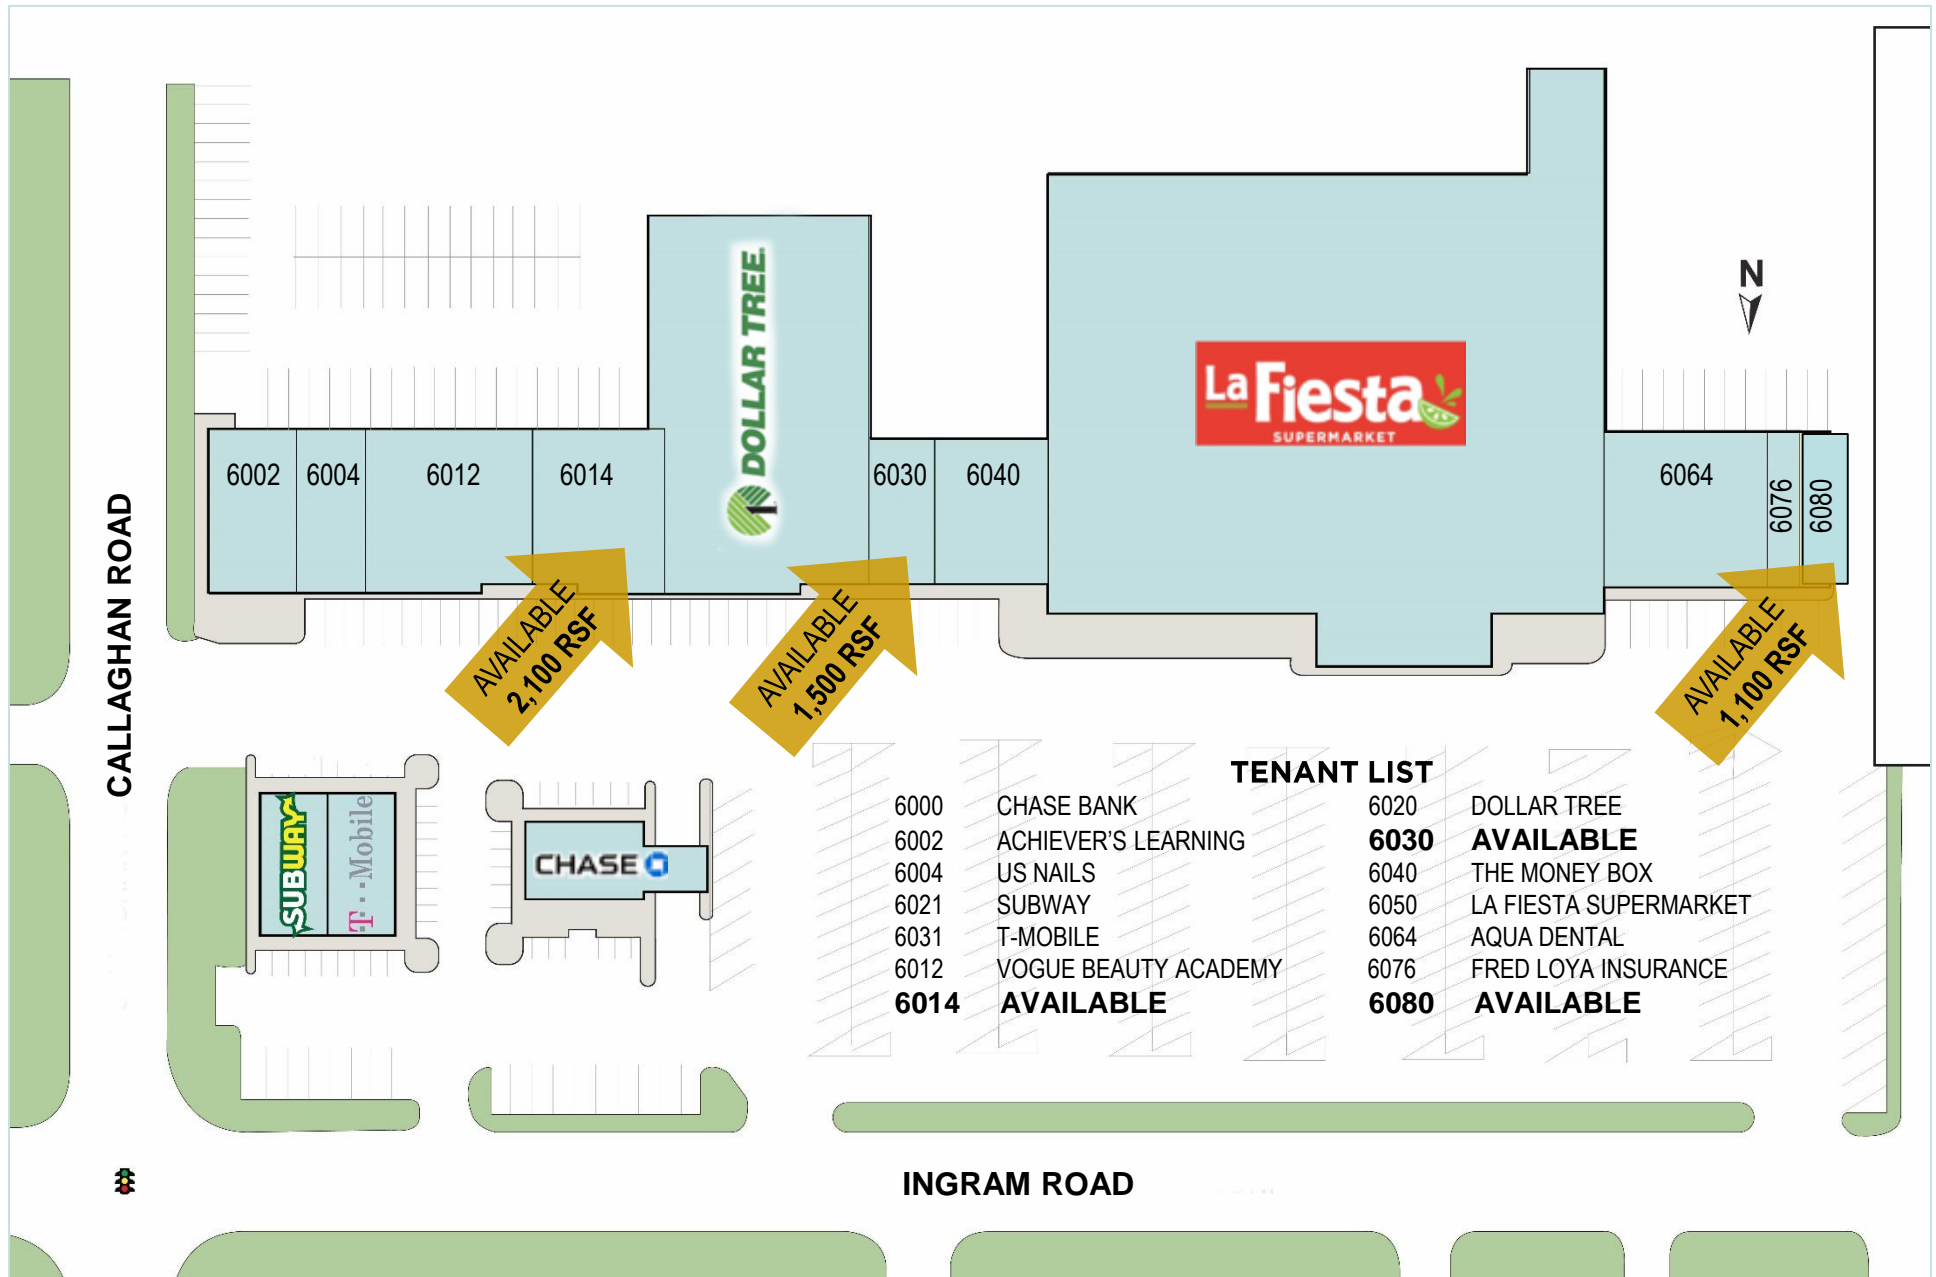 N
DOLLAR TREE.
La Fiesta
SUPERMARKET
6002
6004
6012
6014
6030
6040
6064
6076
6080
CALLAGHAN ROAD
AVAILABLE
2,100 RSF
AVAILABLE
1,500 RSF
AVAILABLE
1,100 RSF
SUBWAY
T··Mobile
CHASE
TENANT LIST
6000 CHASE BANK
6002 ACHIEVER'S LEARNING
6004 US NAILS
6021 SUBWAY
6031 T-MOBILE
6012 VOGUE BEAUTY ACADEMY
6014 AVAILABLE
6020 DOLLAR TREE
6030 AVAILABLE
6040 THE MONEY BOX
6050 LA FIESTA SUPERMARKET
6064 AQUA DENTAL
6076 FRED LOYA INSURANCE
6080 AVAILABLE
INGRAM ROAD